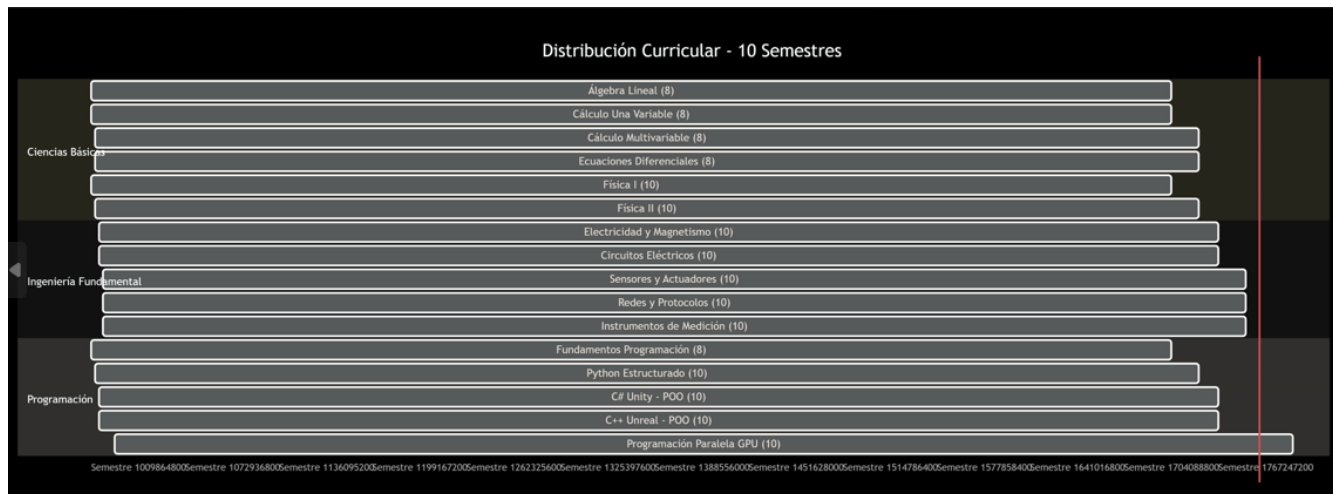 Distribución Curricular - 10 Semestres
Álgebra Lineal (8)
Cálculo Una Variable (8)
Cálculo Multivariable (8)
Ciencias Básicas
Ecuaciones Diferenciales (8)
Física I (10)
Física II (10)
Electricidad y Magnetismo (10)
Circuitos Eléctricos (10)
Ingeniería Fundamental
Sensores y Actuadores (10)
Redes y Protocolos (10)
Instrumentos de Medición (10)
Fundamentos Programación (8)
Python Estructurado (10)
Programación
C# Unity - POO (10)
C++ Unreal - POO (10)
Programación Paralela GPU (10)
Semestre 1009864800Semestre 1072936800Semestre 1136095200Semestre 1199167200Semestre 1262325600Semestre 1325397600Semestre 1388556000Semestre 1451628000Semestre 1514786400Semestre 1577858400Semestre 1641016800Semestre 1704088800Semestre 1767247200